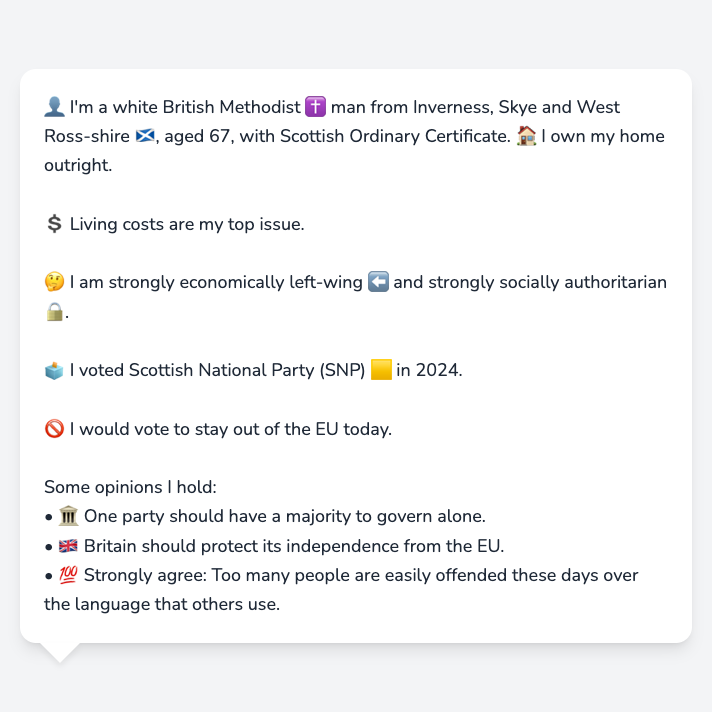 👤 I'm a white British Methodist ✝️ man from Inverness, Skye and West
Ross-shire 🏴󠁧󠁢󠁳󠁣󠁴󠁿, aged 67, with Scottish Ordinary Certificate. 🏠 I own my home
outright.
💲 Living costs are my top issue.
🤔 I am strongly economically left-wing ⬅️ and strongly socially authoritarian
🔒.
🗳️ I voted Scottish National Party (SNP) 🟨 in 2024.
🚫 I would vote to stay out of the EU today.
Some opinions I hold:
• 🏛️ One party should have a majority to govern alone.
• 🇬🇧 Britain should protect its independence from the EU.
• 💯 Strongly agree: Too many people are easily offended these days over
the language that others use.